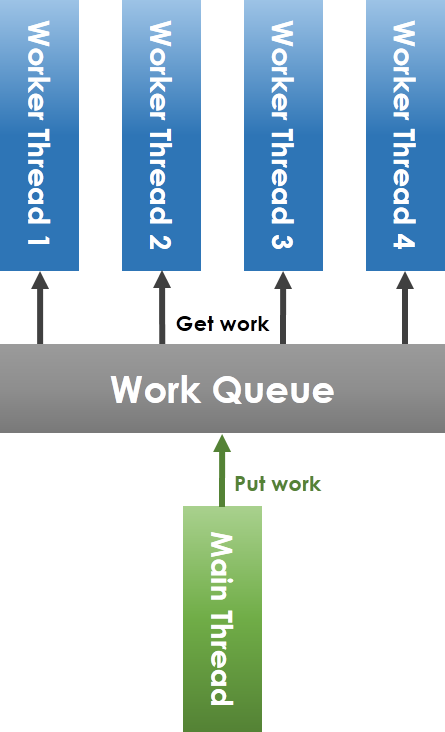 Worker Thread 1
Worker Thread 2
Worker Thread 3
Worker Thread 4
Get work
Work Queue
Put work
Main Thread